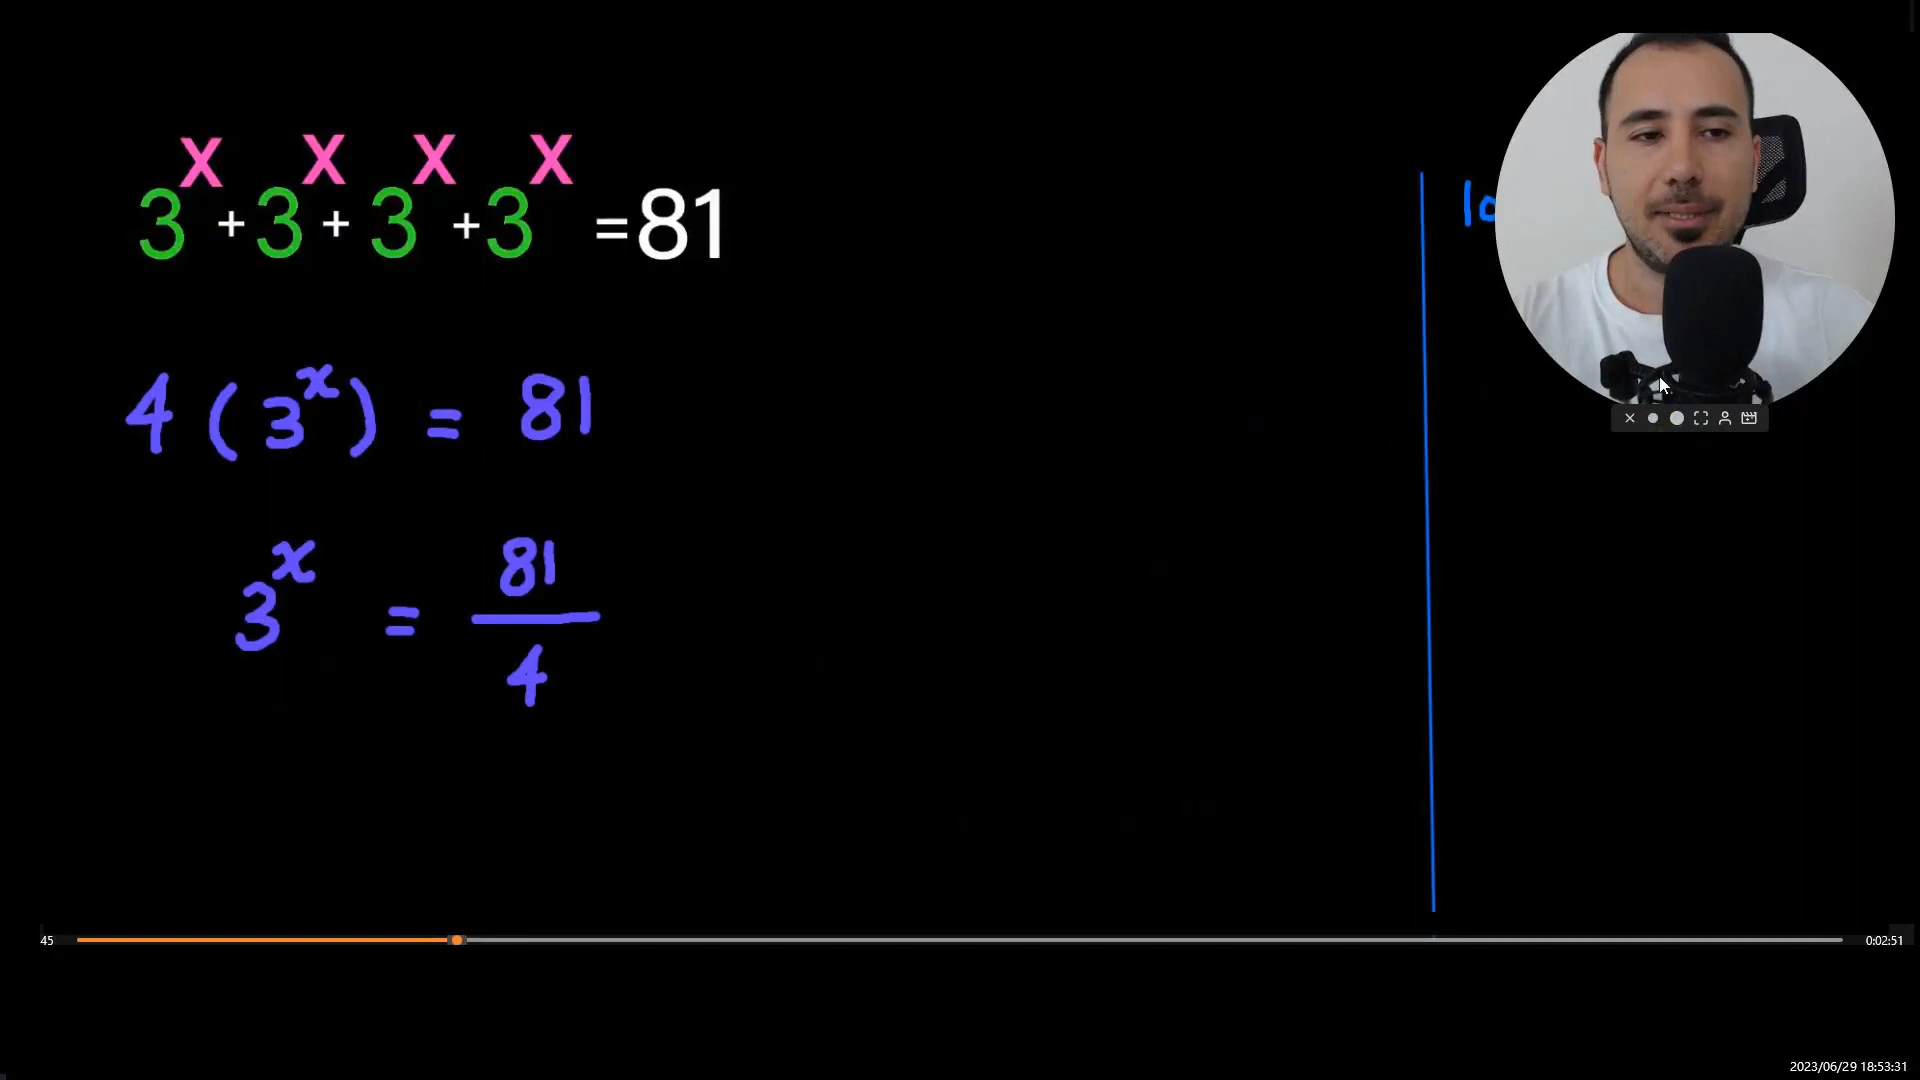 3^x + 3^x + 3^x + 3^x = 81
4 ( 3^x ) = 81
3^x = 81/4
45
0:02:51
2023/06/29 18:53:31